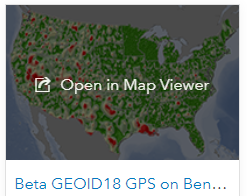 Open in Map Viewer
Beta GEOID18 GPS on Ben...